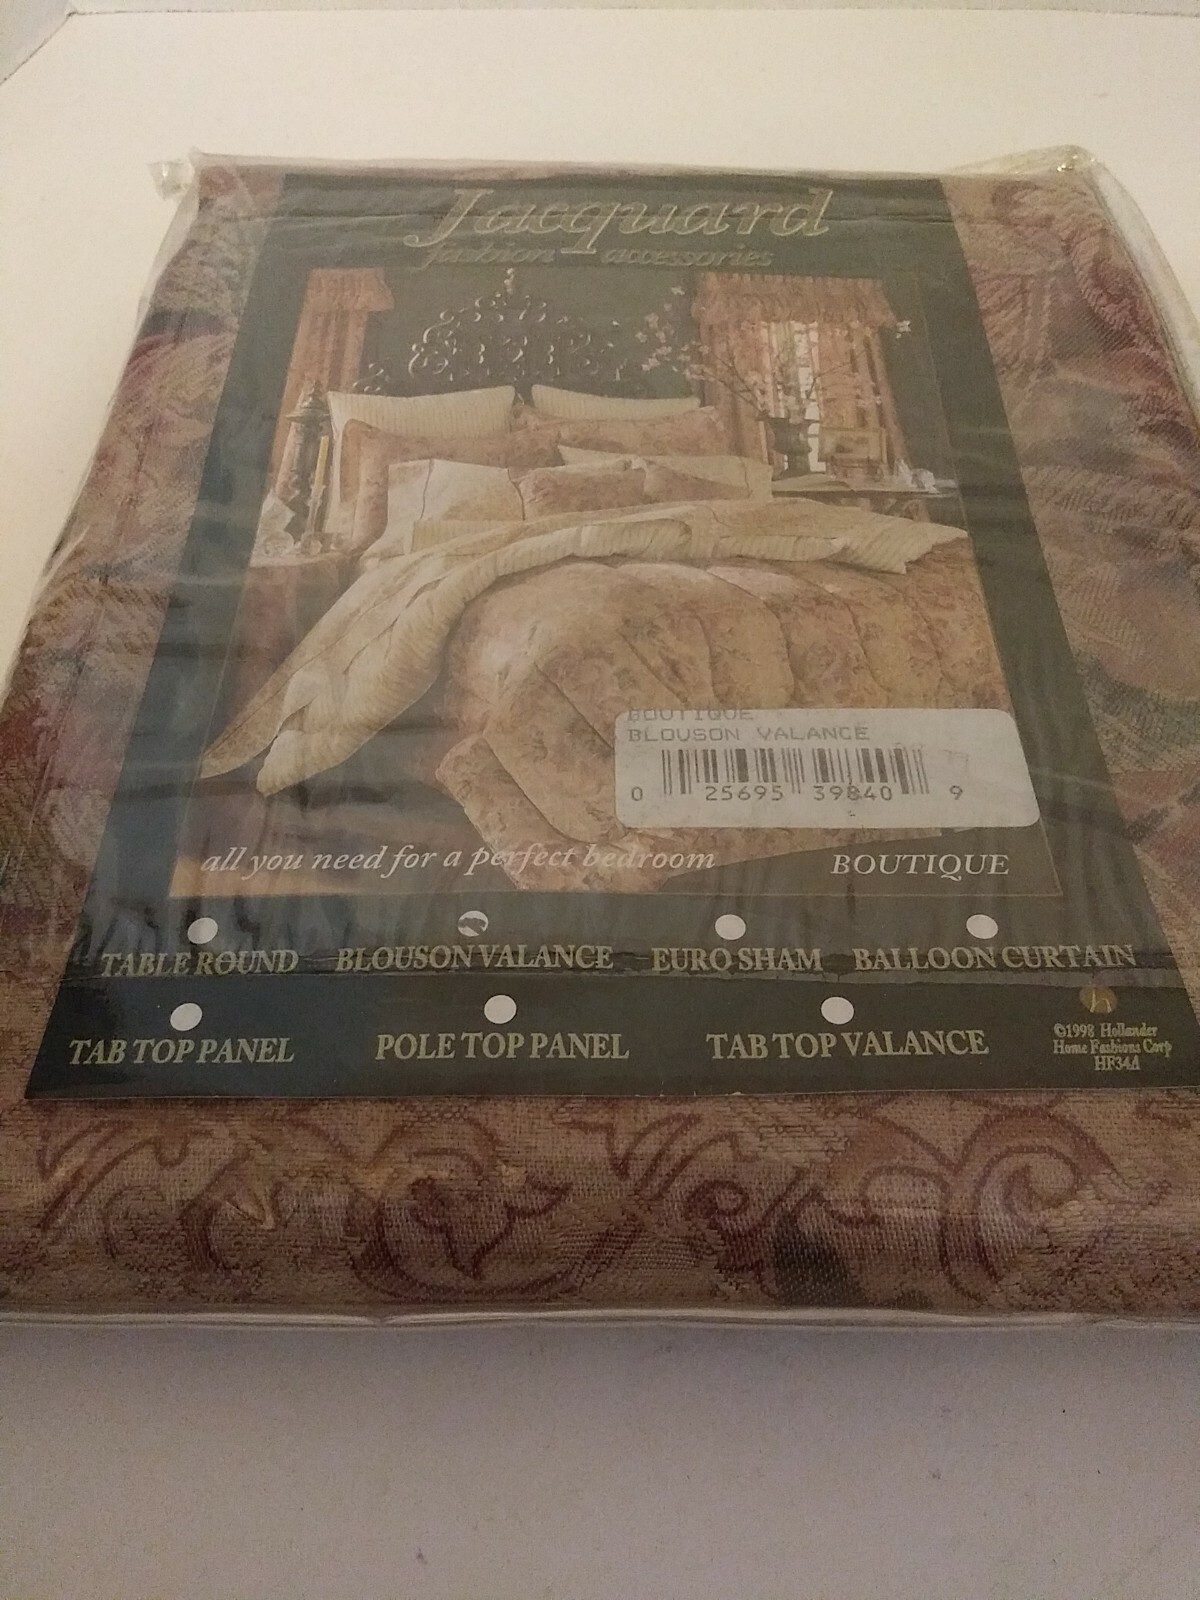 Jacquard
fashion accessories
BOUTIQUE
BLOUSON VALANCE
0 25695 39840 9
all you need for a perfect bedroom
BOUTIQUE
TABLE ROUND BLOUSON VALANCE EURO SHAM BALLOON CURTAIN
TAB TOP PANEL POLE TOP PANEL TAB TOP VALANCE
h
©1998 Hollander
Home Fashions Corp
HF34A